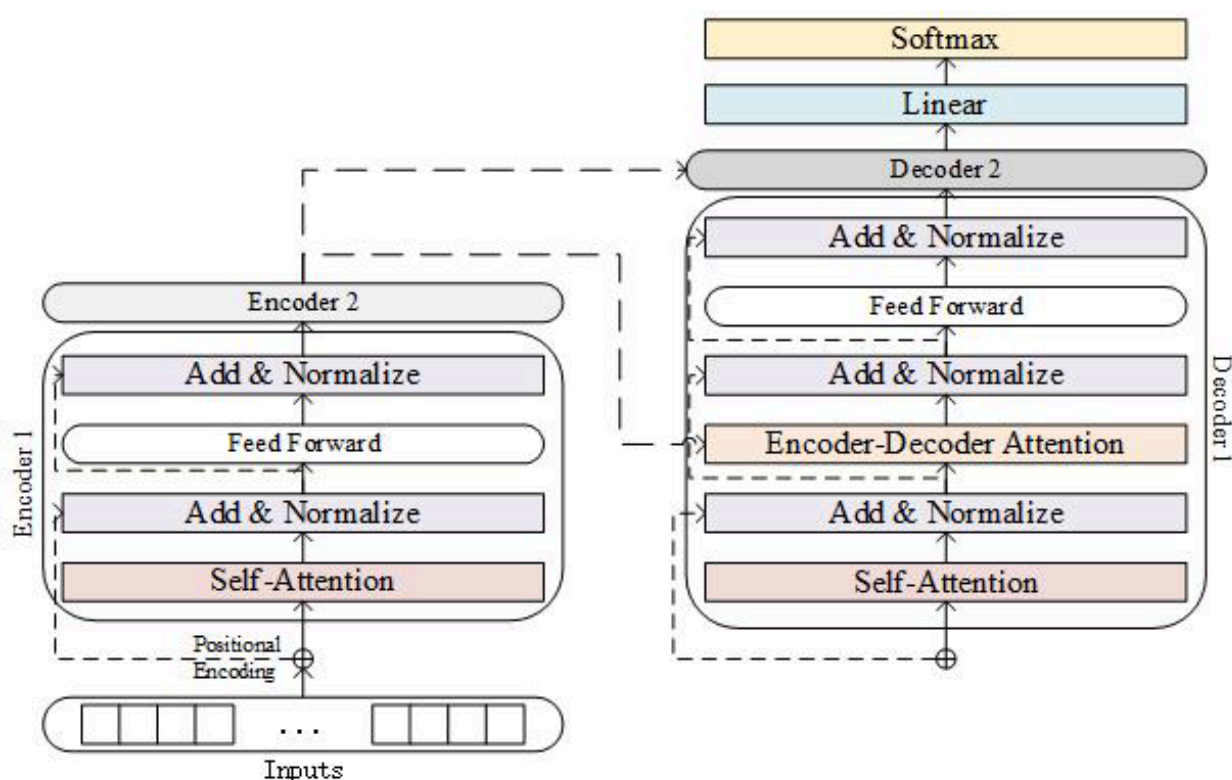 Softmax
Linear
Decoder 2
Add & Normalize
Feed Forward
Add & Normalize
Encoder-Decoder Attention
Add & Normalize
Self-Attention
Decoder 1
Encoder 2
Add & Normalize
Feed Forward
Add & Normalize
Self-Attention
Encoder 1
Positional
Encoding
...
Inputs